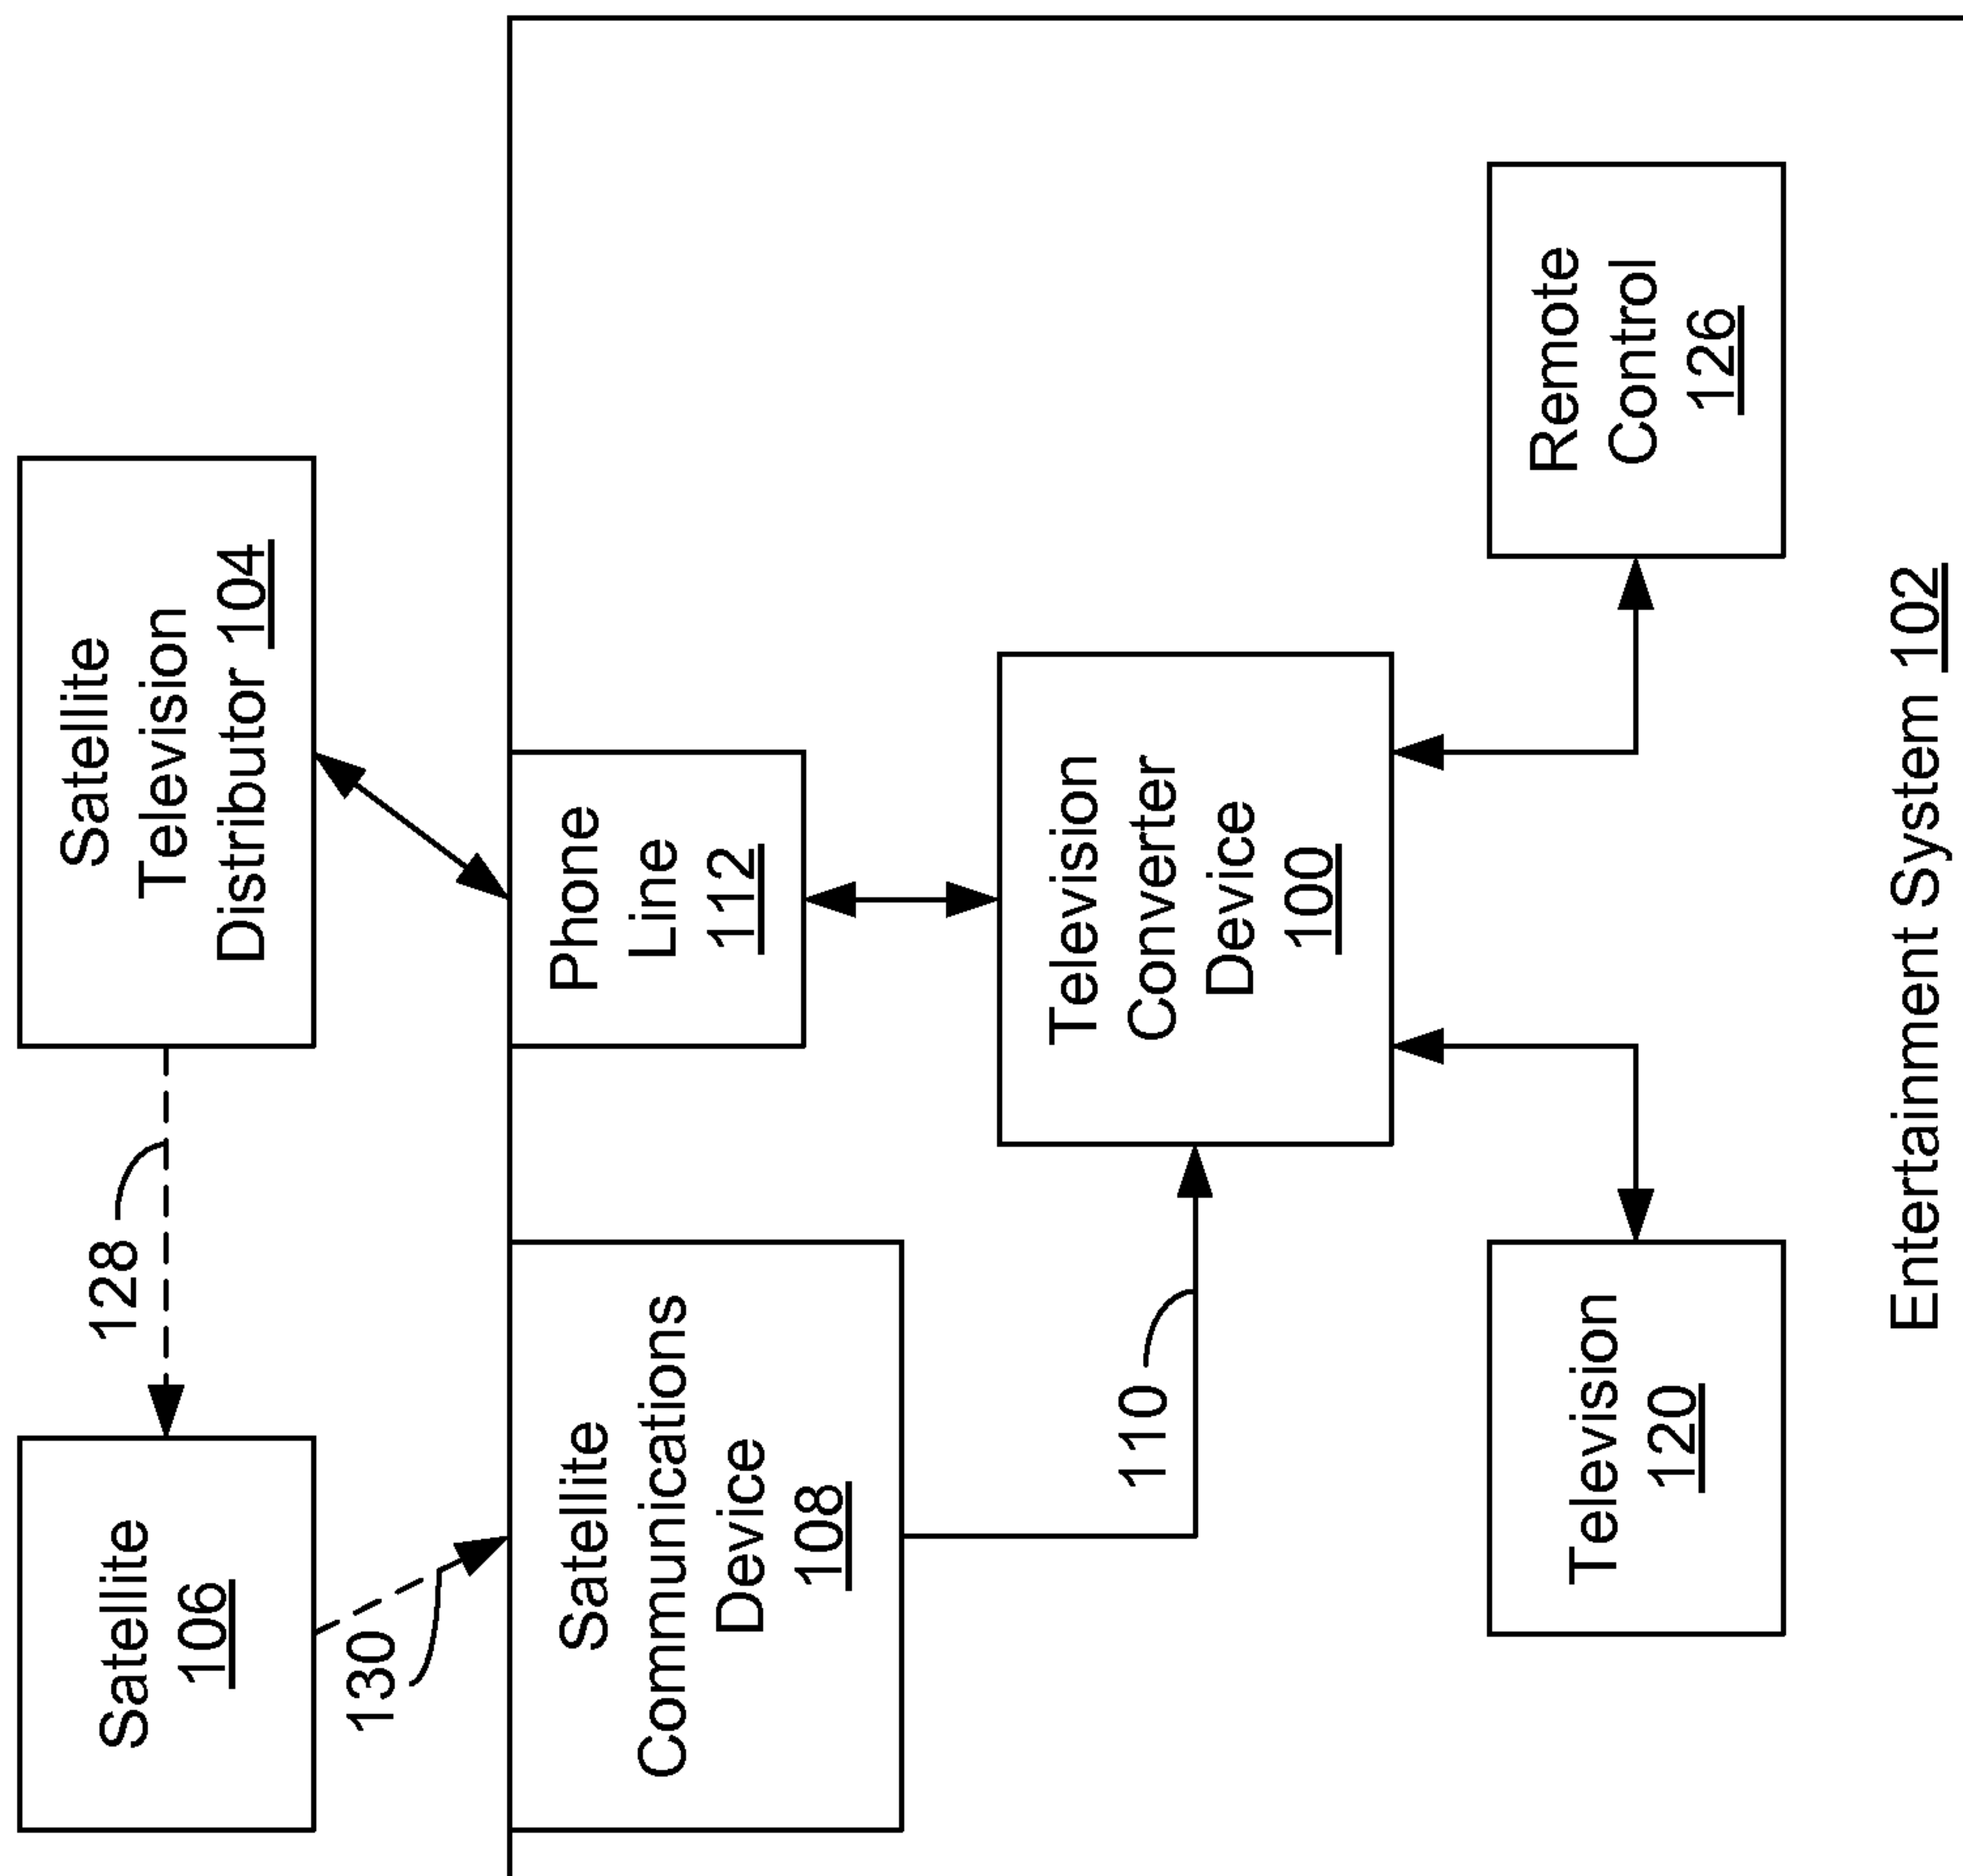 Satellite
106
128
Satellite
Television
Distributor 104
130
Satellite
Communications
Device
108
Phone
Line
112
110
Television
Converter
Device
100
Television
120
Remote
Control
126
Entertainment System 102